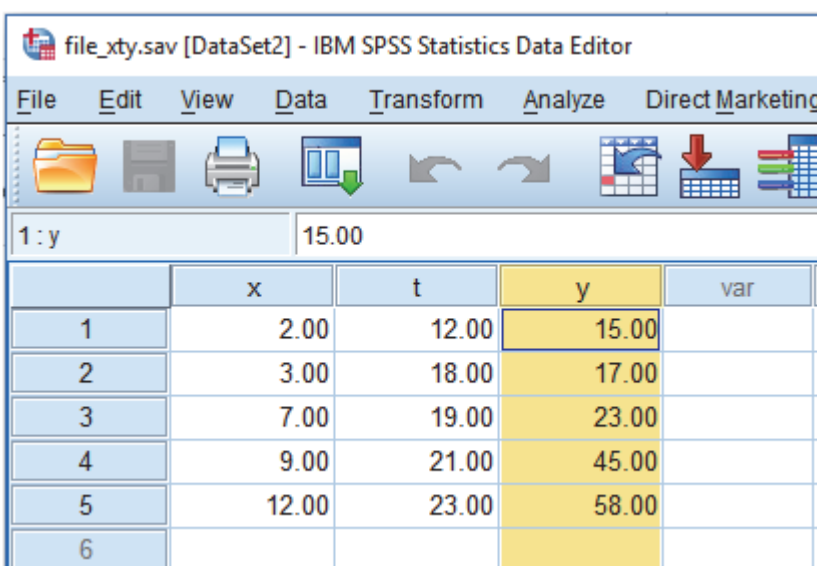 file_xty.sav [DataSet2] - IBM SPSS Statistics Data Editor
File Edit View Data Transform Analyze Direct Marketing
1 : y 15.00
x t y var
1 2.00 12.00 15.00
2 3.00 18.00 17.00
3 7.00 19.00 23.00
4 9.00 21.00 45.00
5 12.00 23.00 58.00
6